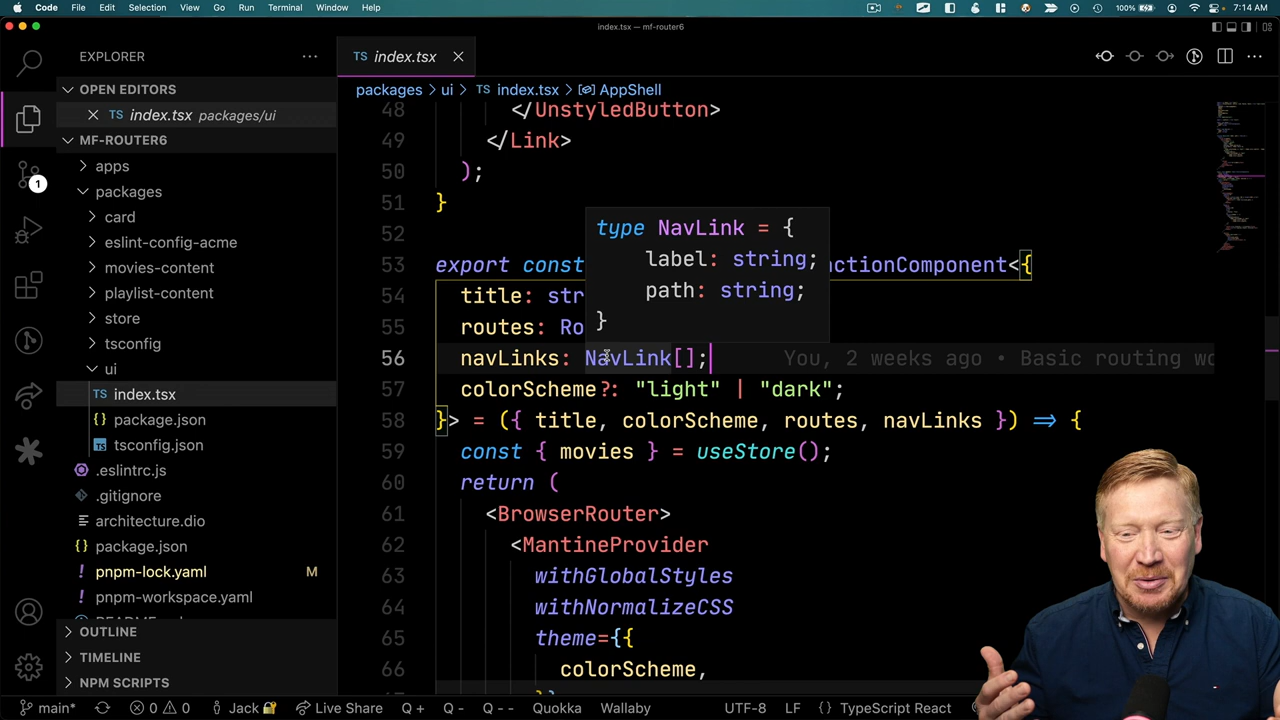 Code File Edit Selection View Go Run Terminal Window Help 100% 7:14 AM
index.tsx — mf-router6
EXPLORER
OPEN EDITORS
index.tsx packages/ui
MF-ROUTER6
apps
packages
card
eslint-config-acme
movies-content
playlist-content
store
tsconfig
ui
TS index.tsx
{} package.json
tsconfig.json
.eslintrc.js
.gitignore
architecture.dio
{} package.json
! pnpm-lock.yaml M
! pnpm-workspace.yaml
OUTLINE
TIMELINE
NPM SCRIPTS
1
TS index.tsx
packages > ui > TS index.tsx > AppShell
48 </UnstyledButton>
49 </Link>
50 );
51 }
52
type NavLink = {
label: string;
path: string;
}
53 export const ctionComponent<{
54 title: str
55 routes: Ro
56 navLinks: NavLink[]; You, 2 weeks ago • Basic routing wo
57 colorScheme?: "light" | "dark";
58 }> = ({ title, colorScheme, routes, navLinks }) => {
59 const { movies } = useStore();
60 return (
61 <BrowserRouter>
62 <MantineProvider
63 withGlobalStyles
64 withNormalizeCSS
65 theme={{
66 colorScheme,
main* 0 0 Jack Live Share Q + Q - Q - - Quokka Wallaby UTF-8 LF {} TypeScript React